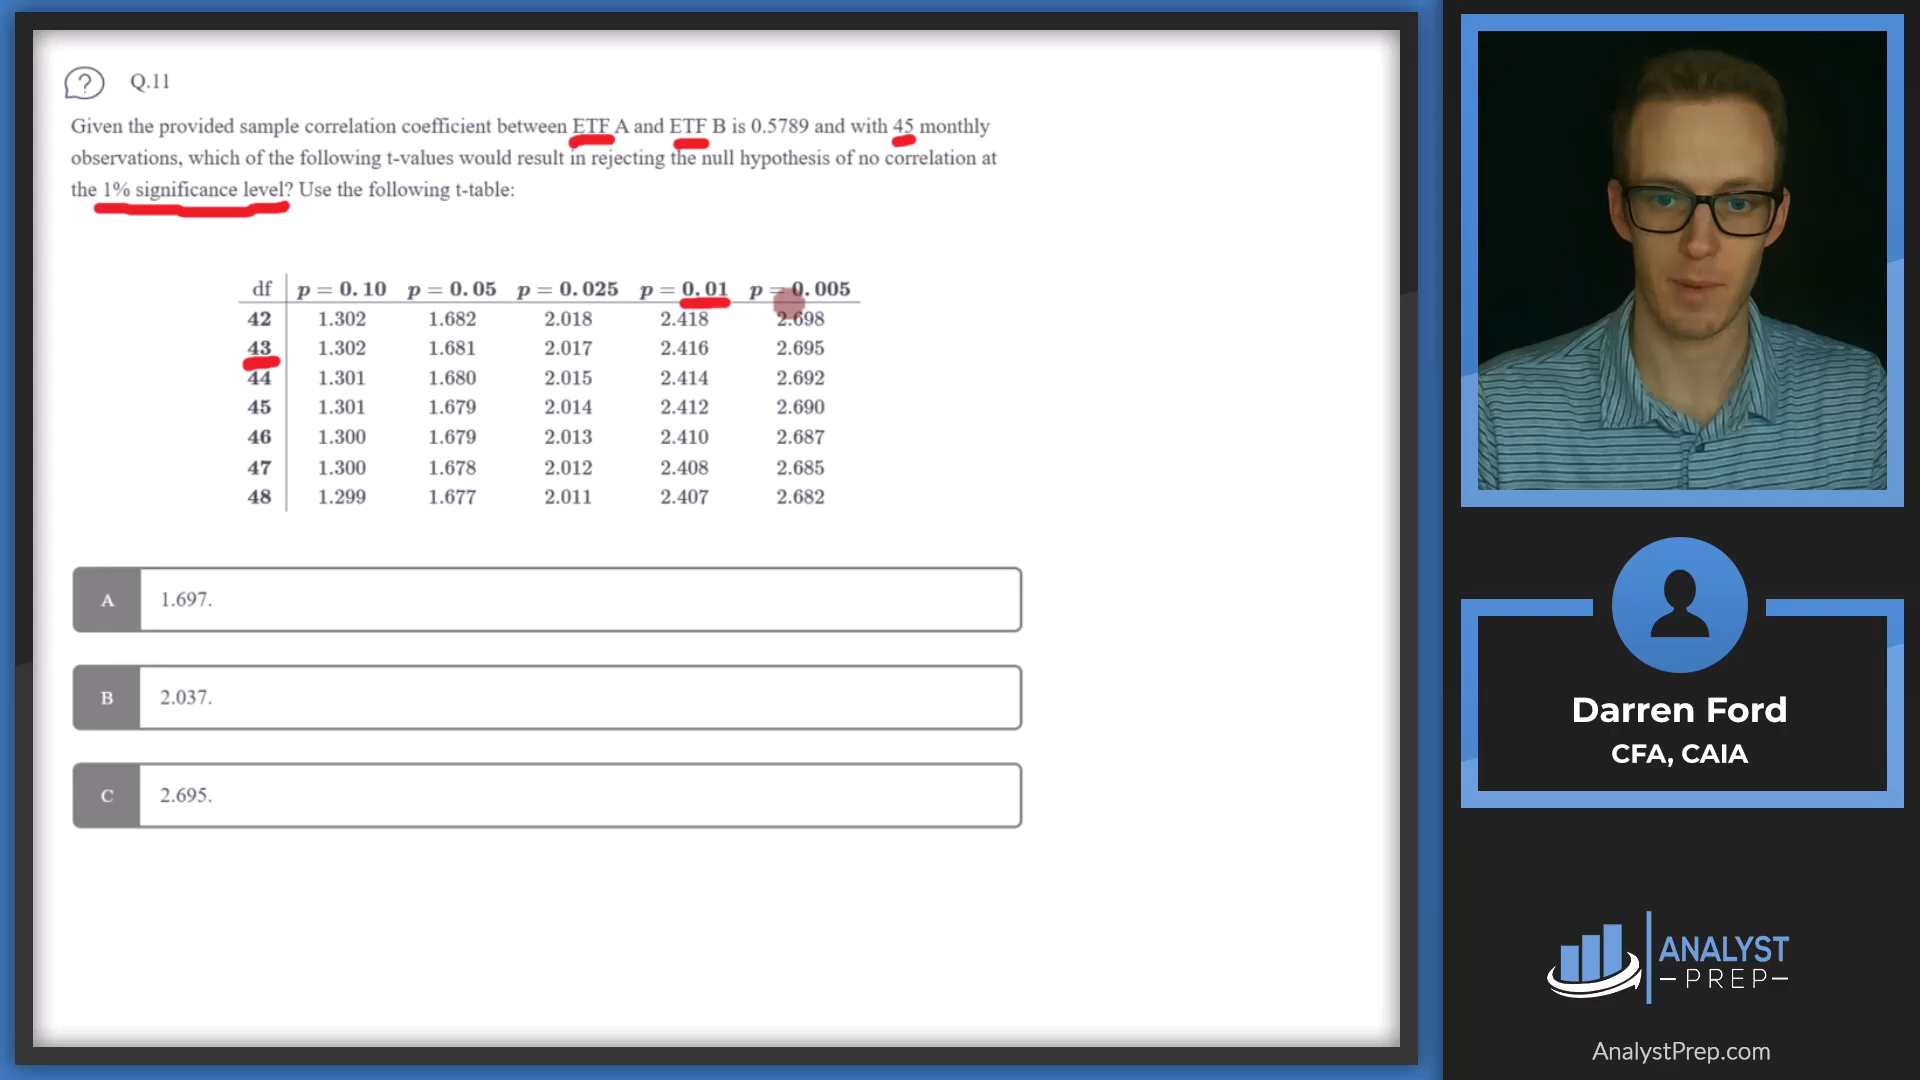 ?
Q.11
Given the provided sample correlation coefficient between ETF A and ETF B is 0.5789 and with 45 monthly
observations, which of the following t-values would result in rejecting the null hypothesis of no correlation at
the 1% significance level? Use the following t-table:
df p = 0.10 p = 0.05 p = 0.025 p = 0.01 p = 0.005
42 1.302 1.682 2.018 2.418 2.698
43 1.302 1.681 2.017 2.416 2.695
44 1.301 1.680 2.015 2.414 2.692
45 1.301 1.679 2.014 2.412 2.690
46 1.300 1.679 2.013 2.410 2.687
47 1.300 1.678 2.012 2.408 2.685
48 1.299 1.677 2.011 2.407 2.682
A 1.697.
B 2.037.
C 2.695.
Darren Ford
CFA, CAIA
ANALYST
PREP
AnalystPrep.com